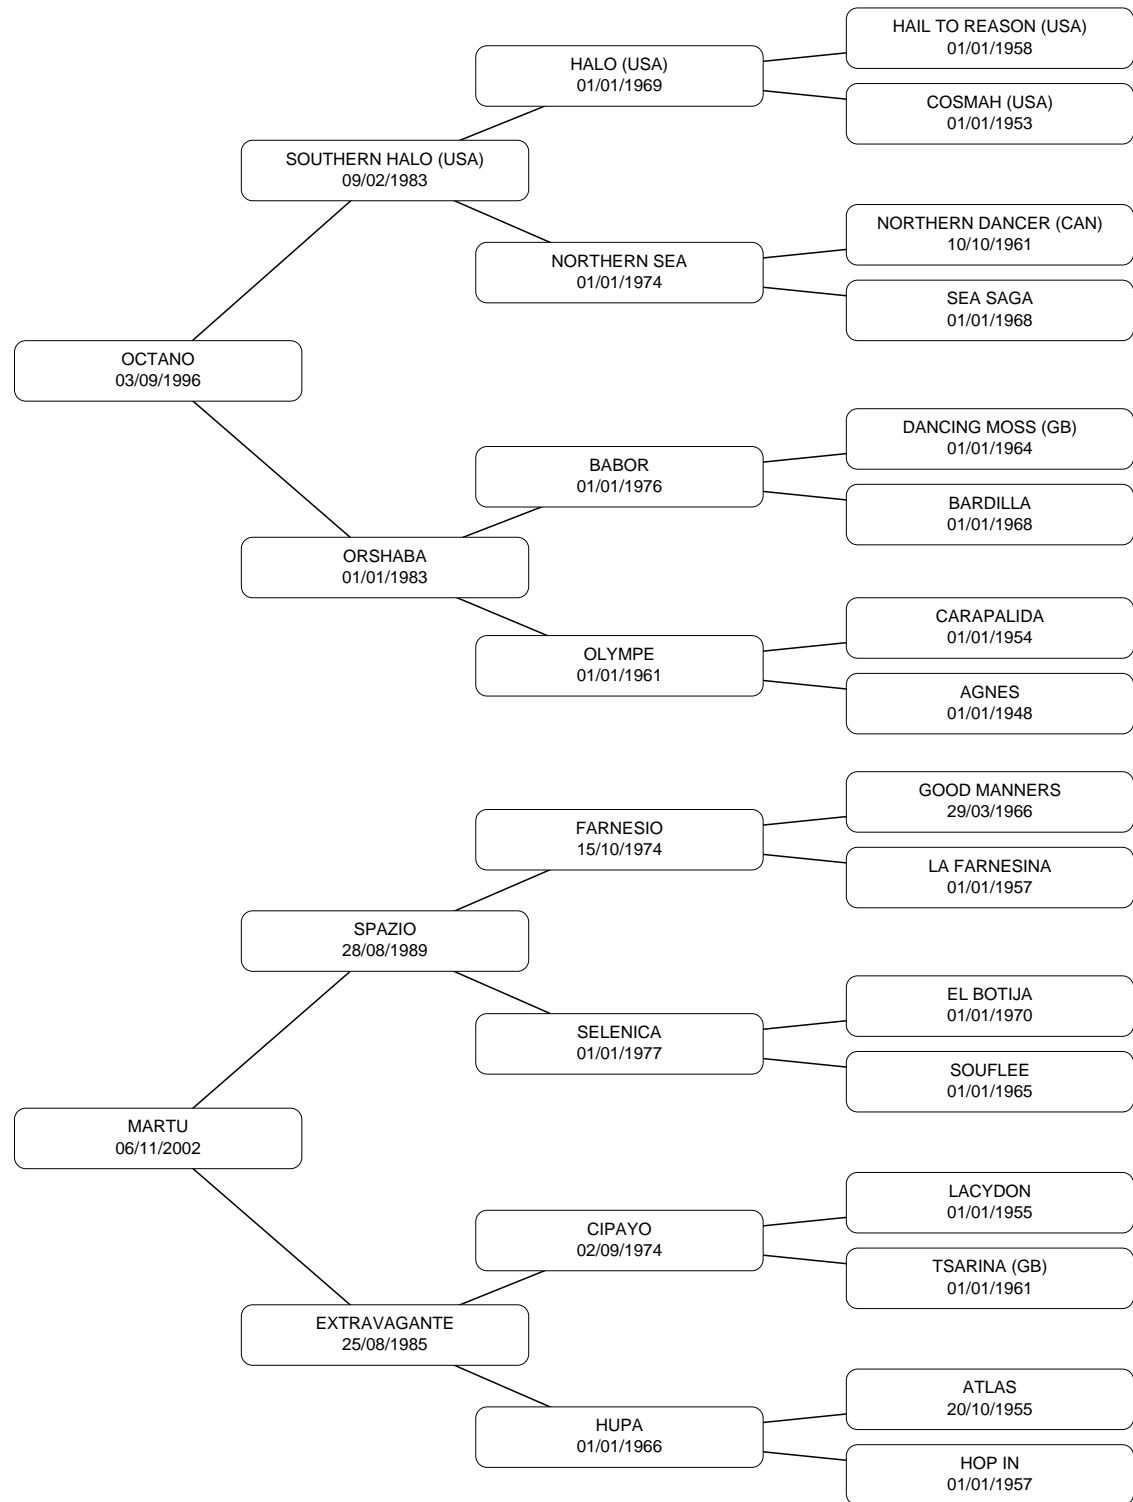 HAIL TO REASON (USA)
01/01/1958
HALO (USA)
01/01/1969
COSMAH (USA)
01/01/1953
SOUTHERN HALO (USA)
09/02/1983
NORTHERN DANCER (CAN)
10/10/1961
NORTHERN SEA
01/01/1974
SEA SAGA
01/01/1968
OCTANO
03/09/1996
DANCING MOSS (GB)
01/01/1964
BABOR
01/01/1976
BARDILLA
01/01/1968
ORSHABA
01/01/1983
CARAPALIDA
01/01/1954
OLYMPE
01/01/1961
AGNES
01/01/1948
GOOD MANNERS
29/03/1966
FARNESIO
15/10/1974
LA FARNESINA
01/01/1957
SPAZIO
28/08/1989
EL BOTIJA
01/01/1970
SELENICA
01/01/1977
SOUFLEE
01/01/1965
MARTU
06/11/2002
LACYDON
01/01/1955
CIPAYO
02/09/1974
TSARINA (GB)
01/01/1961
EXTRAVAGANTE
25/08/1985
ATLAS
20/10/1955
HUPA
01/01/1966
HOP IN
01/01/1957